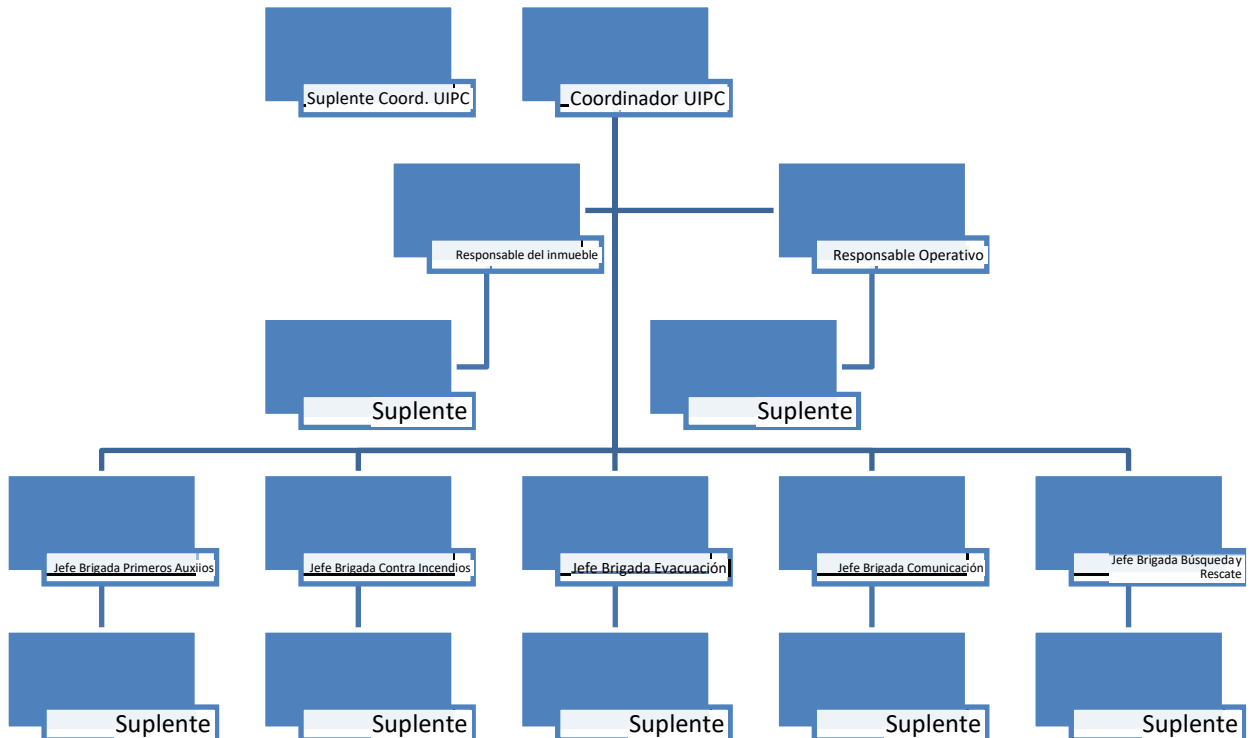 Suplente Coord. UIPC
Coordinador UIPC
Responsable del inmueble
Responsable Operativo
Suplente
Suplente
Jefe Brigada Primeros Auxiios
Jefe Brigada Contra Incendios
Jefe Brigada Evacuación
Jefe Brigada Comunicación
Jefe Brigada Búsqueda y
Rescate
Suplente
Suplente
Suplente
Suplente
Suplente